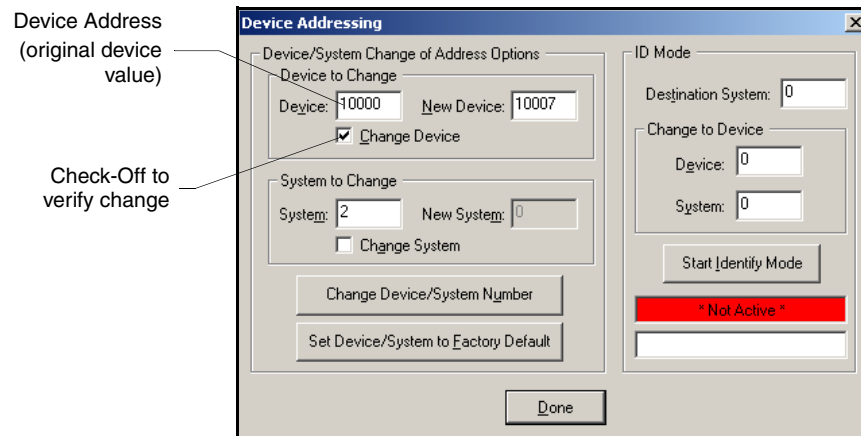 Device Address
(original device
value)
Check-Off to
verify change
Device Addressing
Device/System Change of Address Options
Device to Change
Device: 10000 New Device: 10007
Change Device
System to Change
System: 2 New System: 0
Change System
Change Device/System Number
Set Device/System to Factory Default
ID Mode
Destination System: 0
Change to Device
Device: 0
System: 0
Start Identify Mode
* Not Active *
Done